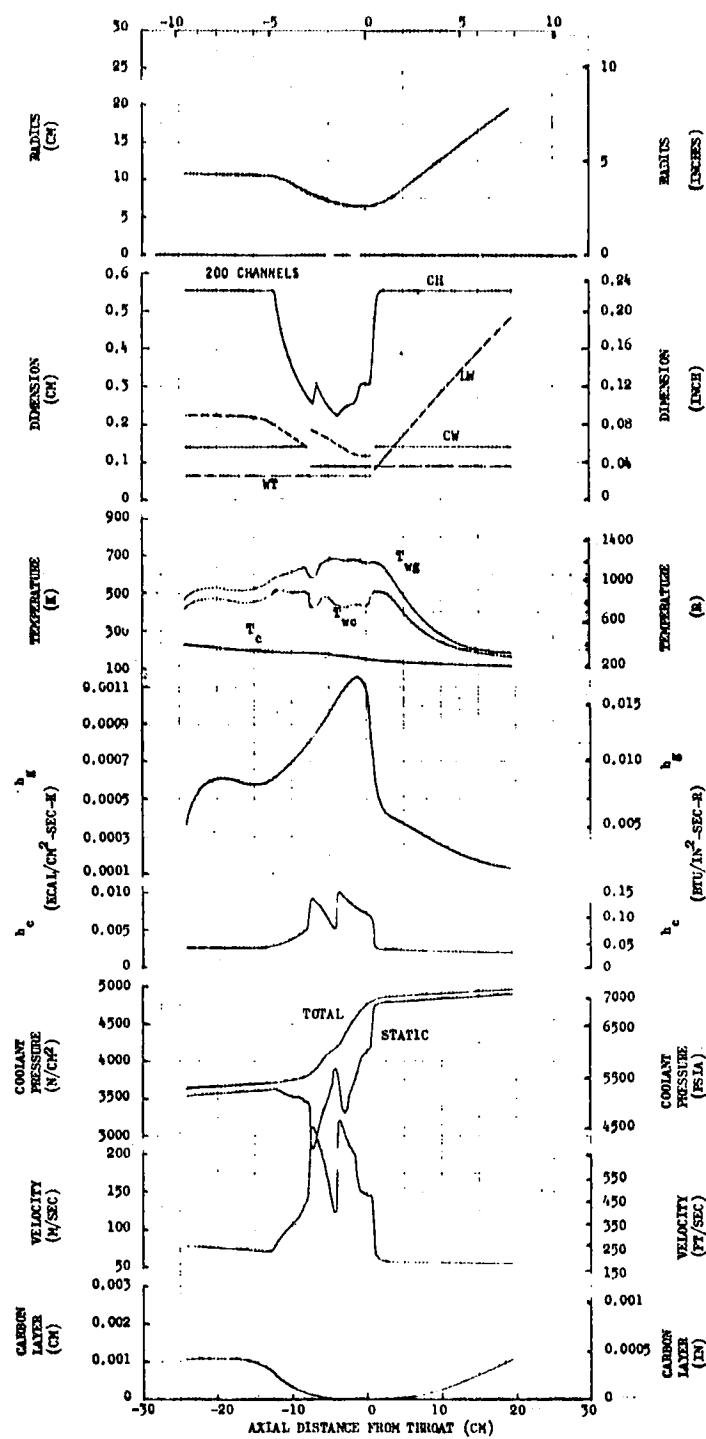 -10 -5 0 5 10
30
25
20
15
10
5
0
RADIUS
(CM)
10
5
0
RADIUS
(INCHES)
200 CHANNELS
CH
LW
CW
WT
0.6
0.5
0.4
0.3
0.2
0.1
0
DIMENSION
(CM)
0.24
0.20
0.16
0.12
0.08
0.04
0
DIMENSION
(INCH)
900
700
500
300
100
TEMPERATURE
(K)
T_wg
T_wc
T_c
1400
1000
600
200
TEMPERATURE
(R)
0.0011
0.0009
0.0007
0.0005
0.0003
0.0001
h_g
(KCAL/CM²-SEC-K)
0.015
0.010
0.005
h_g
(BTU/IN²-SEC-R)
0.010
0.005
0
h_c
0.15
0.10
0.05
0
h_c
5000
4500
4000
3500
3000
COOLANT
PRESSURE
(N/CM²)
TOTAL
STATIC
7000
6500
5500
4500
COOLANT
PRESSURE
(PSIA)
200
150
100
50
VELOCITY
(M/SEC)
550
450
350
250
150
VELOCITY
(FT/SEC)
0.003
0.002
0.001
0
CARBON
LAYER
(CM)
0.001
0.0005
0
CARBON
LAYER
(IN)
-30 -20 -10 0 10 20 30
AXIAL DISTANCE FROM THROAT (CM)